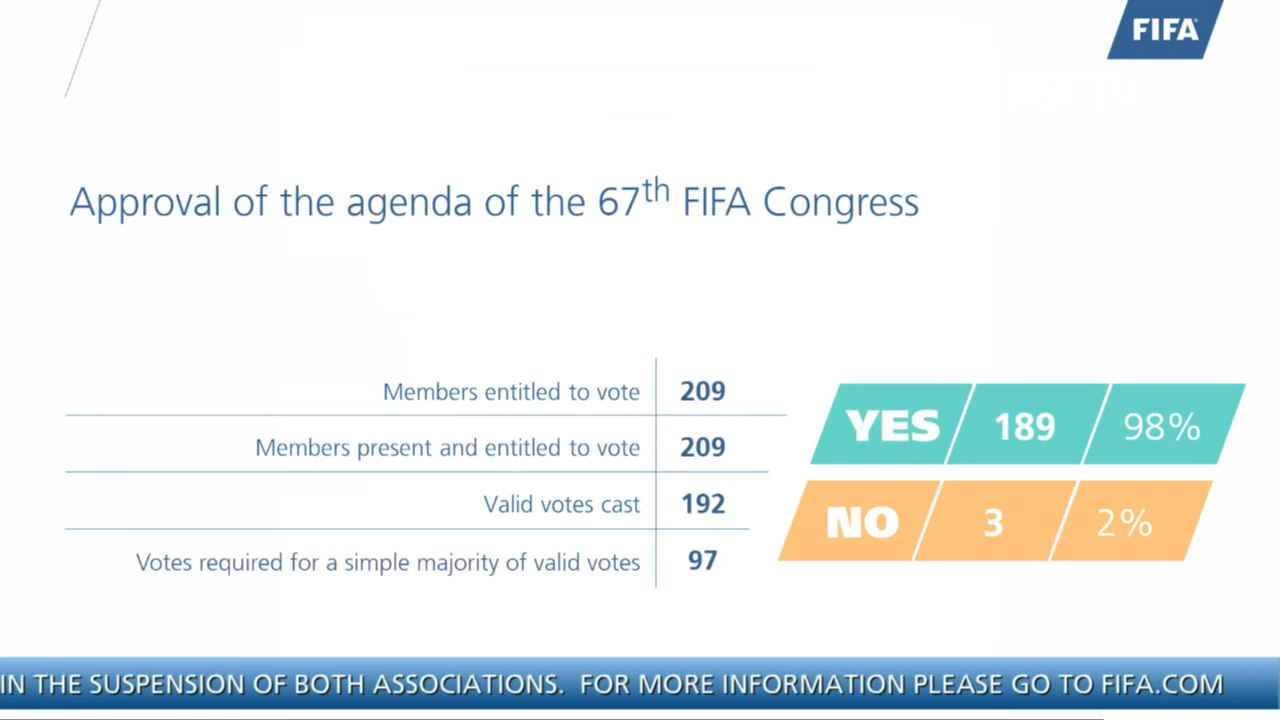 FIFA
Approval of the agenda of the 67th FIFA Congress
Members entitled to vote 209
Members present and entitled to vote 209
Valid votes cast 192
Votes required for a simple majority of valid votes 97
YES 189 98%
NO 3 2%
IN THE SUSPENSION OF BOTH ASSOCIATIONS. FOR MORE INFORMATION PLEASE GO TO FIFA.COM